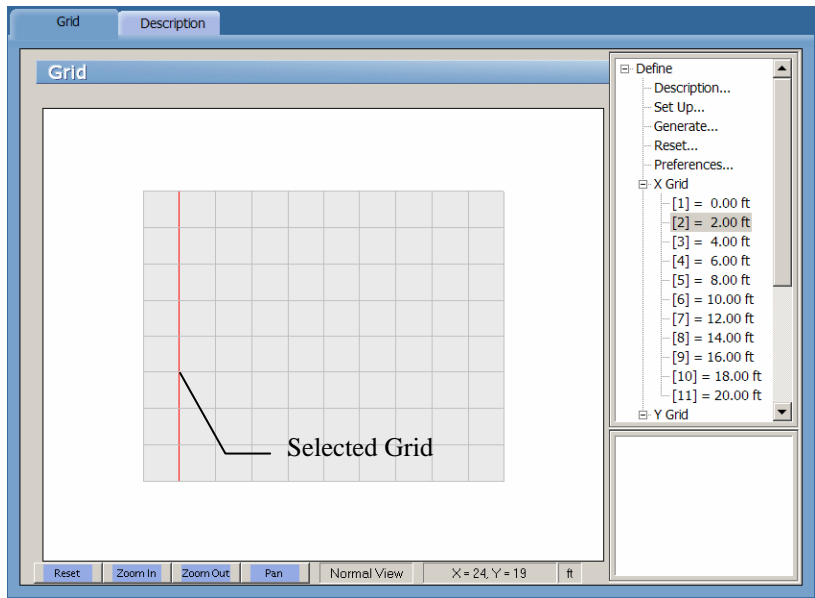 Grid Description
Grid
Define
Description...
Set Up...
Generate...
Reset...
Preferences...
X Grid
[1] = 0.00 ft
[2] = 2.00 ft
[3] = 4.00 ft
[4] = 6.00 ft
[5] = 8.00 ft
[6] = 10.00 ft
[7] = 12.00 ft
[8] = 14.00 ft
[9] = 16.00 ft
[10] = 18.00 ft
[11] = 20.00 ft
Y Grid
Selected Grid
Reset Zoom In Zoom Out Pan Normal View X = 24, Y = 19 ft